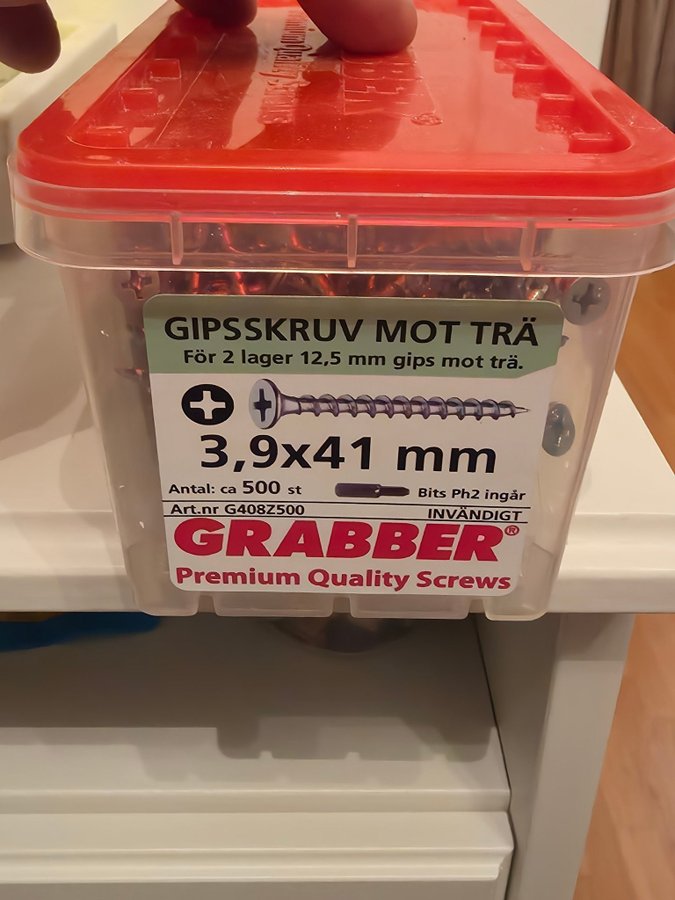 GIPSSKRUV MOT TRÄ
För 2 lager 12,5 mm gips mot trä.
3,9x41 mm
Antal: ca 500 st
Bits Ph2 ingår
Art.nr G408Z500
INVÄNDIGT
GRABBER®
Premium Quality Screws